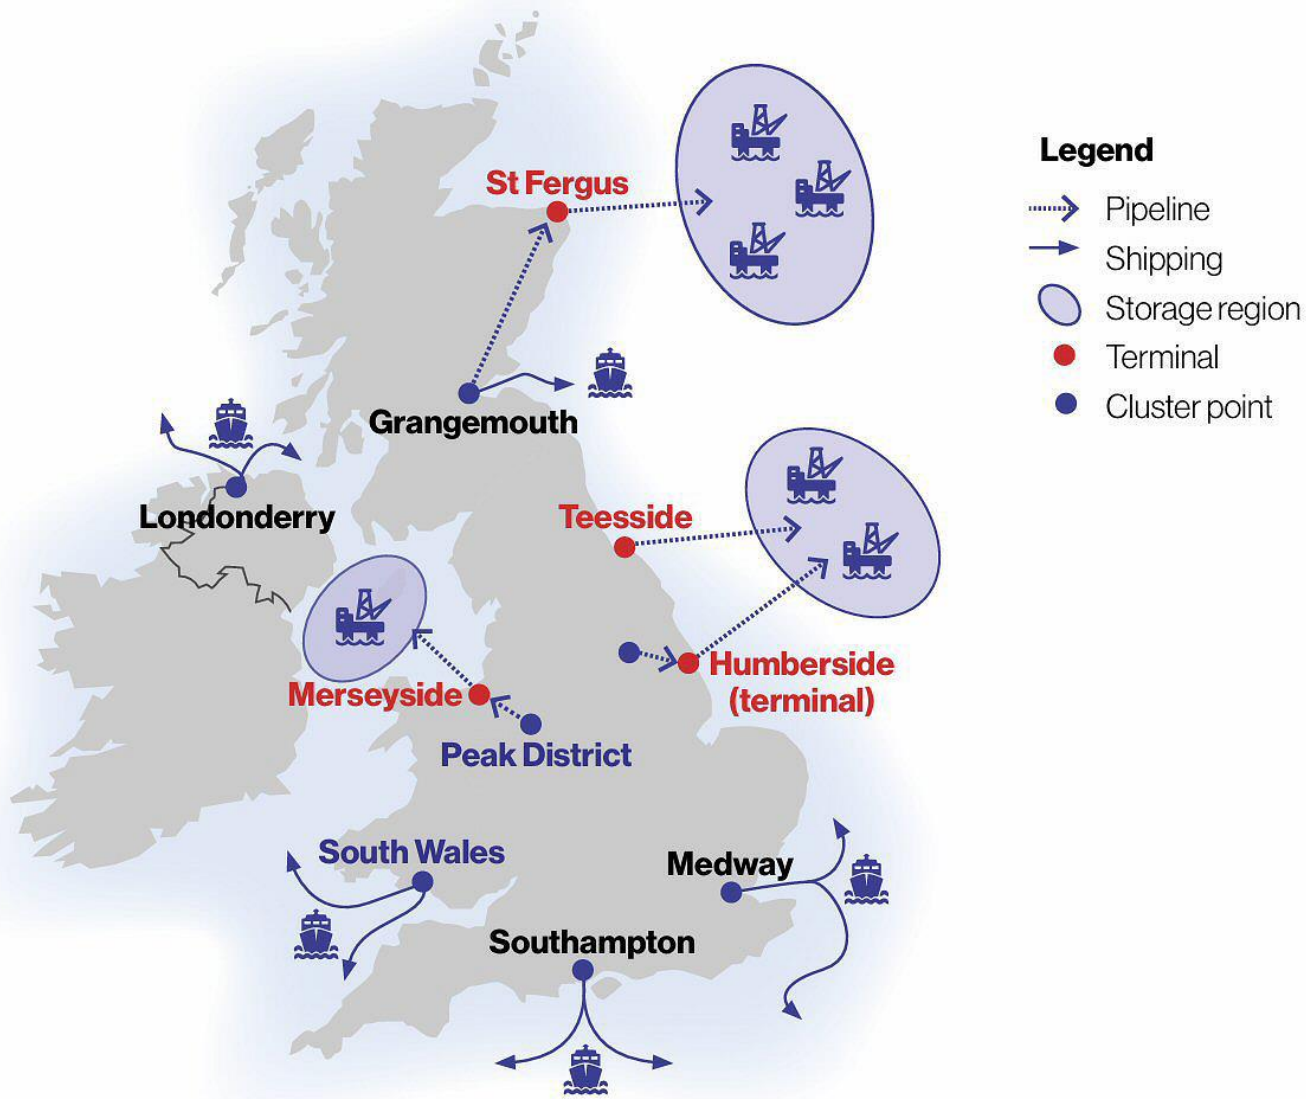 Legend
Pipeline
Shipping
Storage region
Terminal
Cluster point
St Fergus
Grangemouth
Londonderry
Teesside
Humberside
(terminal)
Merseyside
Peak District
South Wales
Medway
Southampton